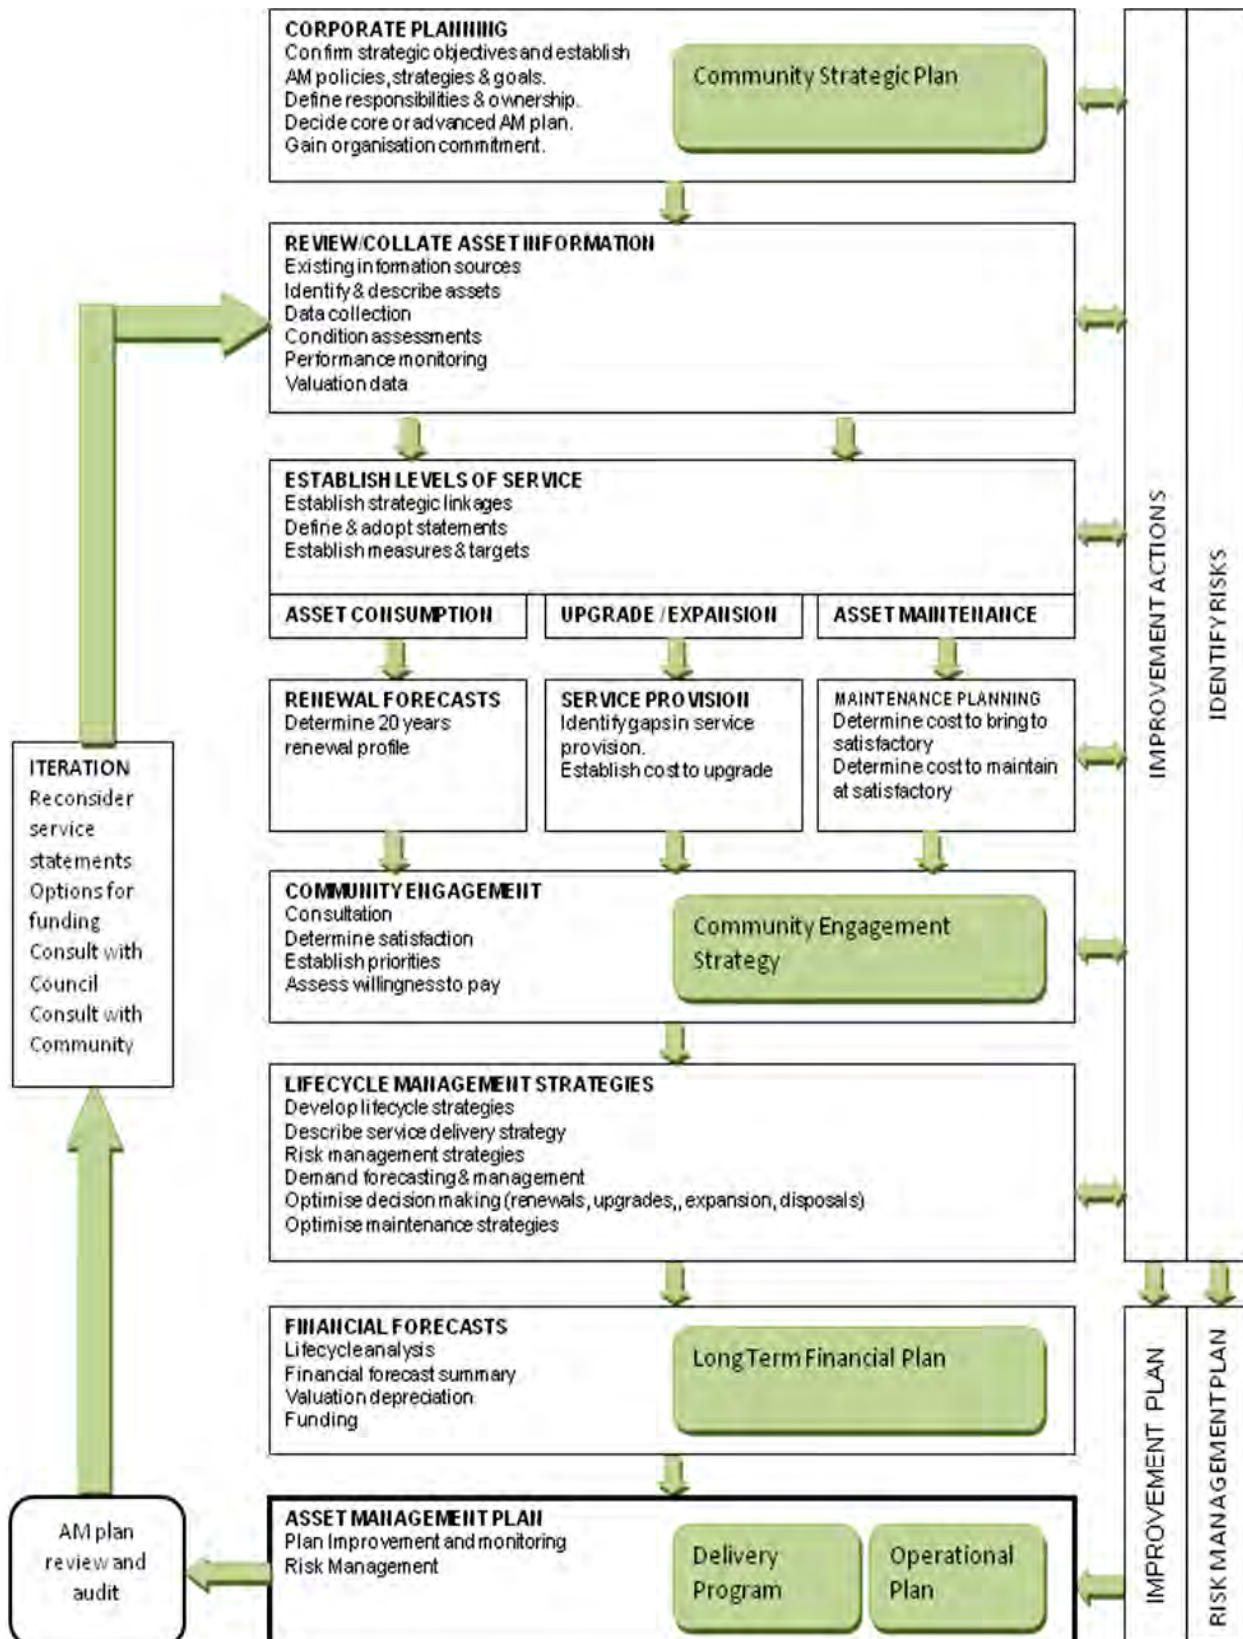 CORPORATE PLANNING
Confirm strategic objectives and establish
AM policies, strategies & goals.
Define responsibilities & ownership.
Decide core or advanced AM plan.
Gain organisation commitment.
Community Strategic Plan
REVIEW/COLLATE ASSET INFORMATION
Existing information sources
Identify & describe assets
Data collection
Condition assessments
Performance monitoring
Valuation data
ESTABLISH LEVELS OF SERVICE
Establish strategic linkages
Define & adopt statements
Establish measures & targets
ASSET CONSUMPTION
UPGRADE / EXPANSION
ASSET MAINTENANCE
RENEWAL FORECASTS
Determine 20 years
renewal profile
SERVICE PROVISION
Identify gaps in service
provision.
Establish cost to upgrade
MAINTENANCE PLANNING
Determine cost to bring to
satisfactory
Determine cost to maintain
at satisfactory
COMMUNITY ENGAGEMENT
Consultation
Determine satisfaction
Establish priorities
Assess willingness to pay
Community Engagement
Strategy
LIFECYCLE MANAGEMENT STRATEGIES
Develop lifecycle strategies
Describe service delivery strategy
Risk management strategies
Demand forecasting & management
Optimise decision making (renewals, upgrades,, expansion, disposals)
Optimise maintenance strategies
FINANCIAL FORECASTS
Lifecycle analysis
Financial forecast summary
Valuation depreciation
Funding
Long Term Financial Plan
ASSET MANAGEMENT PLAN
Plan Improvement and monitoring
Risk Management
Delivery
Program
Operational
Plan
AM plan
review and
audit
ITERATION
Reconsider
service
statements
Options for
funding
Consult with
Council
Consult with
Community
IMPROVEMENT ACTIONS
IDENTIFY RISKS
IMPROVEMENT PLAN
RISK MANAGEMENT PLAN